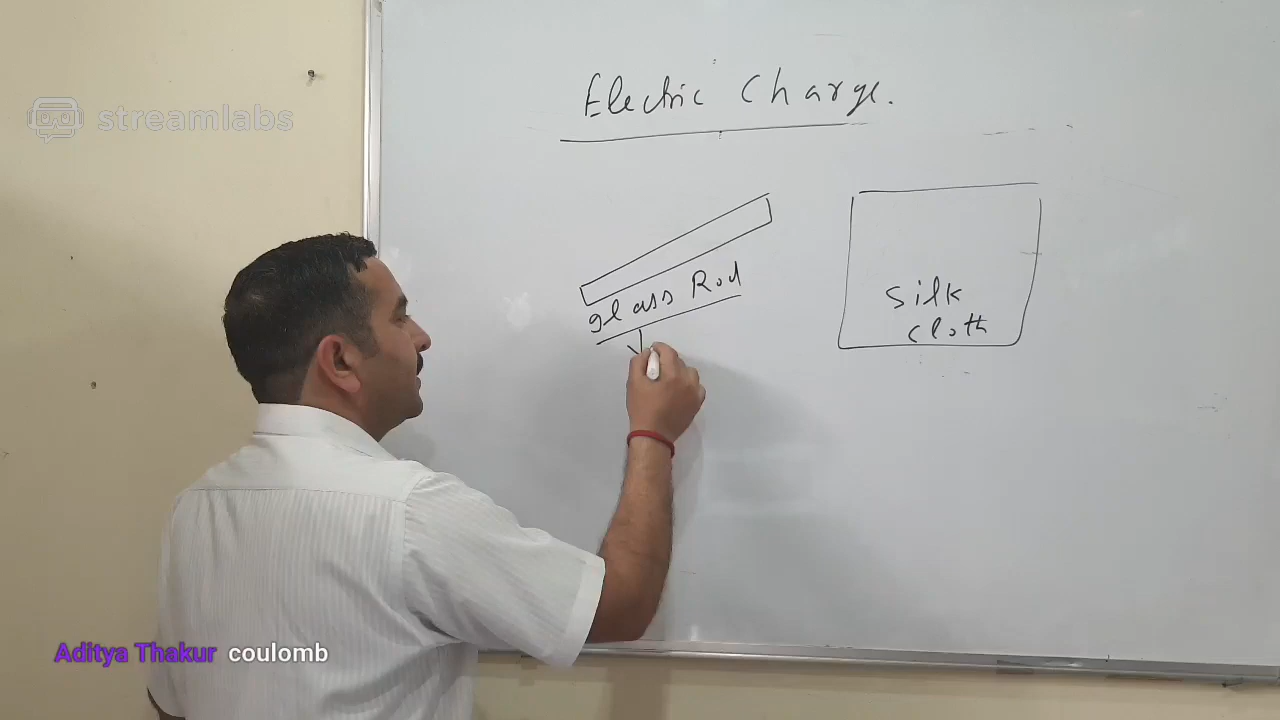 streamlabs
Electric Charge.
glass Rod
silk
cloth
Aditya Thakur coulomb